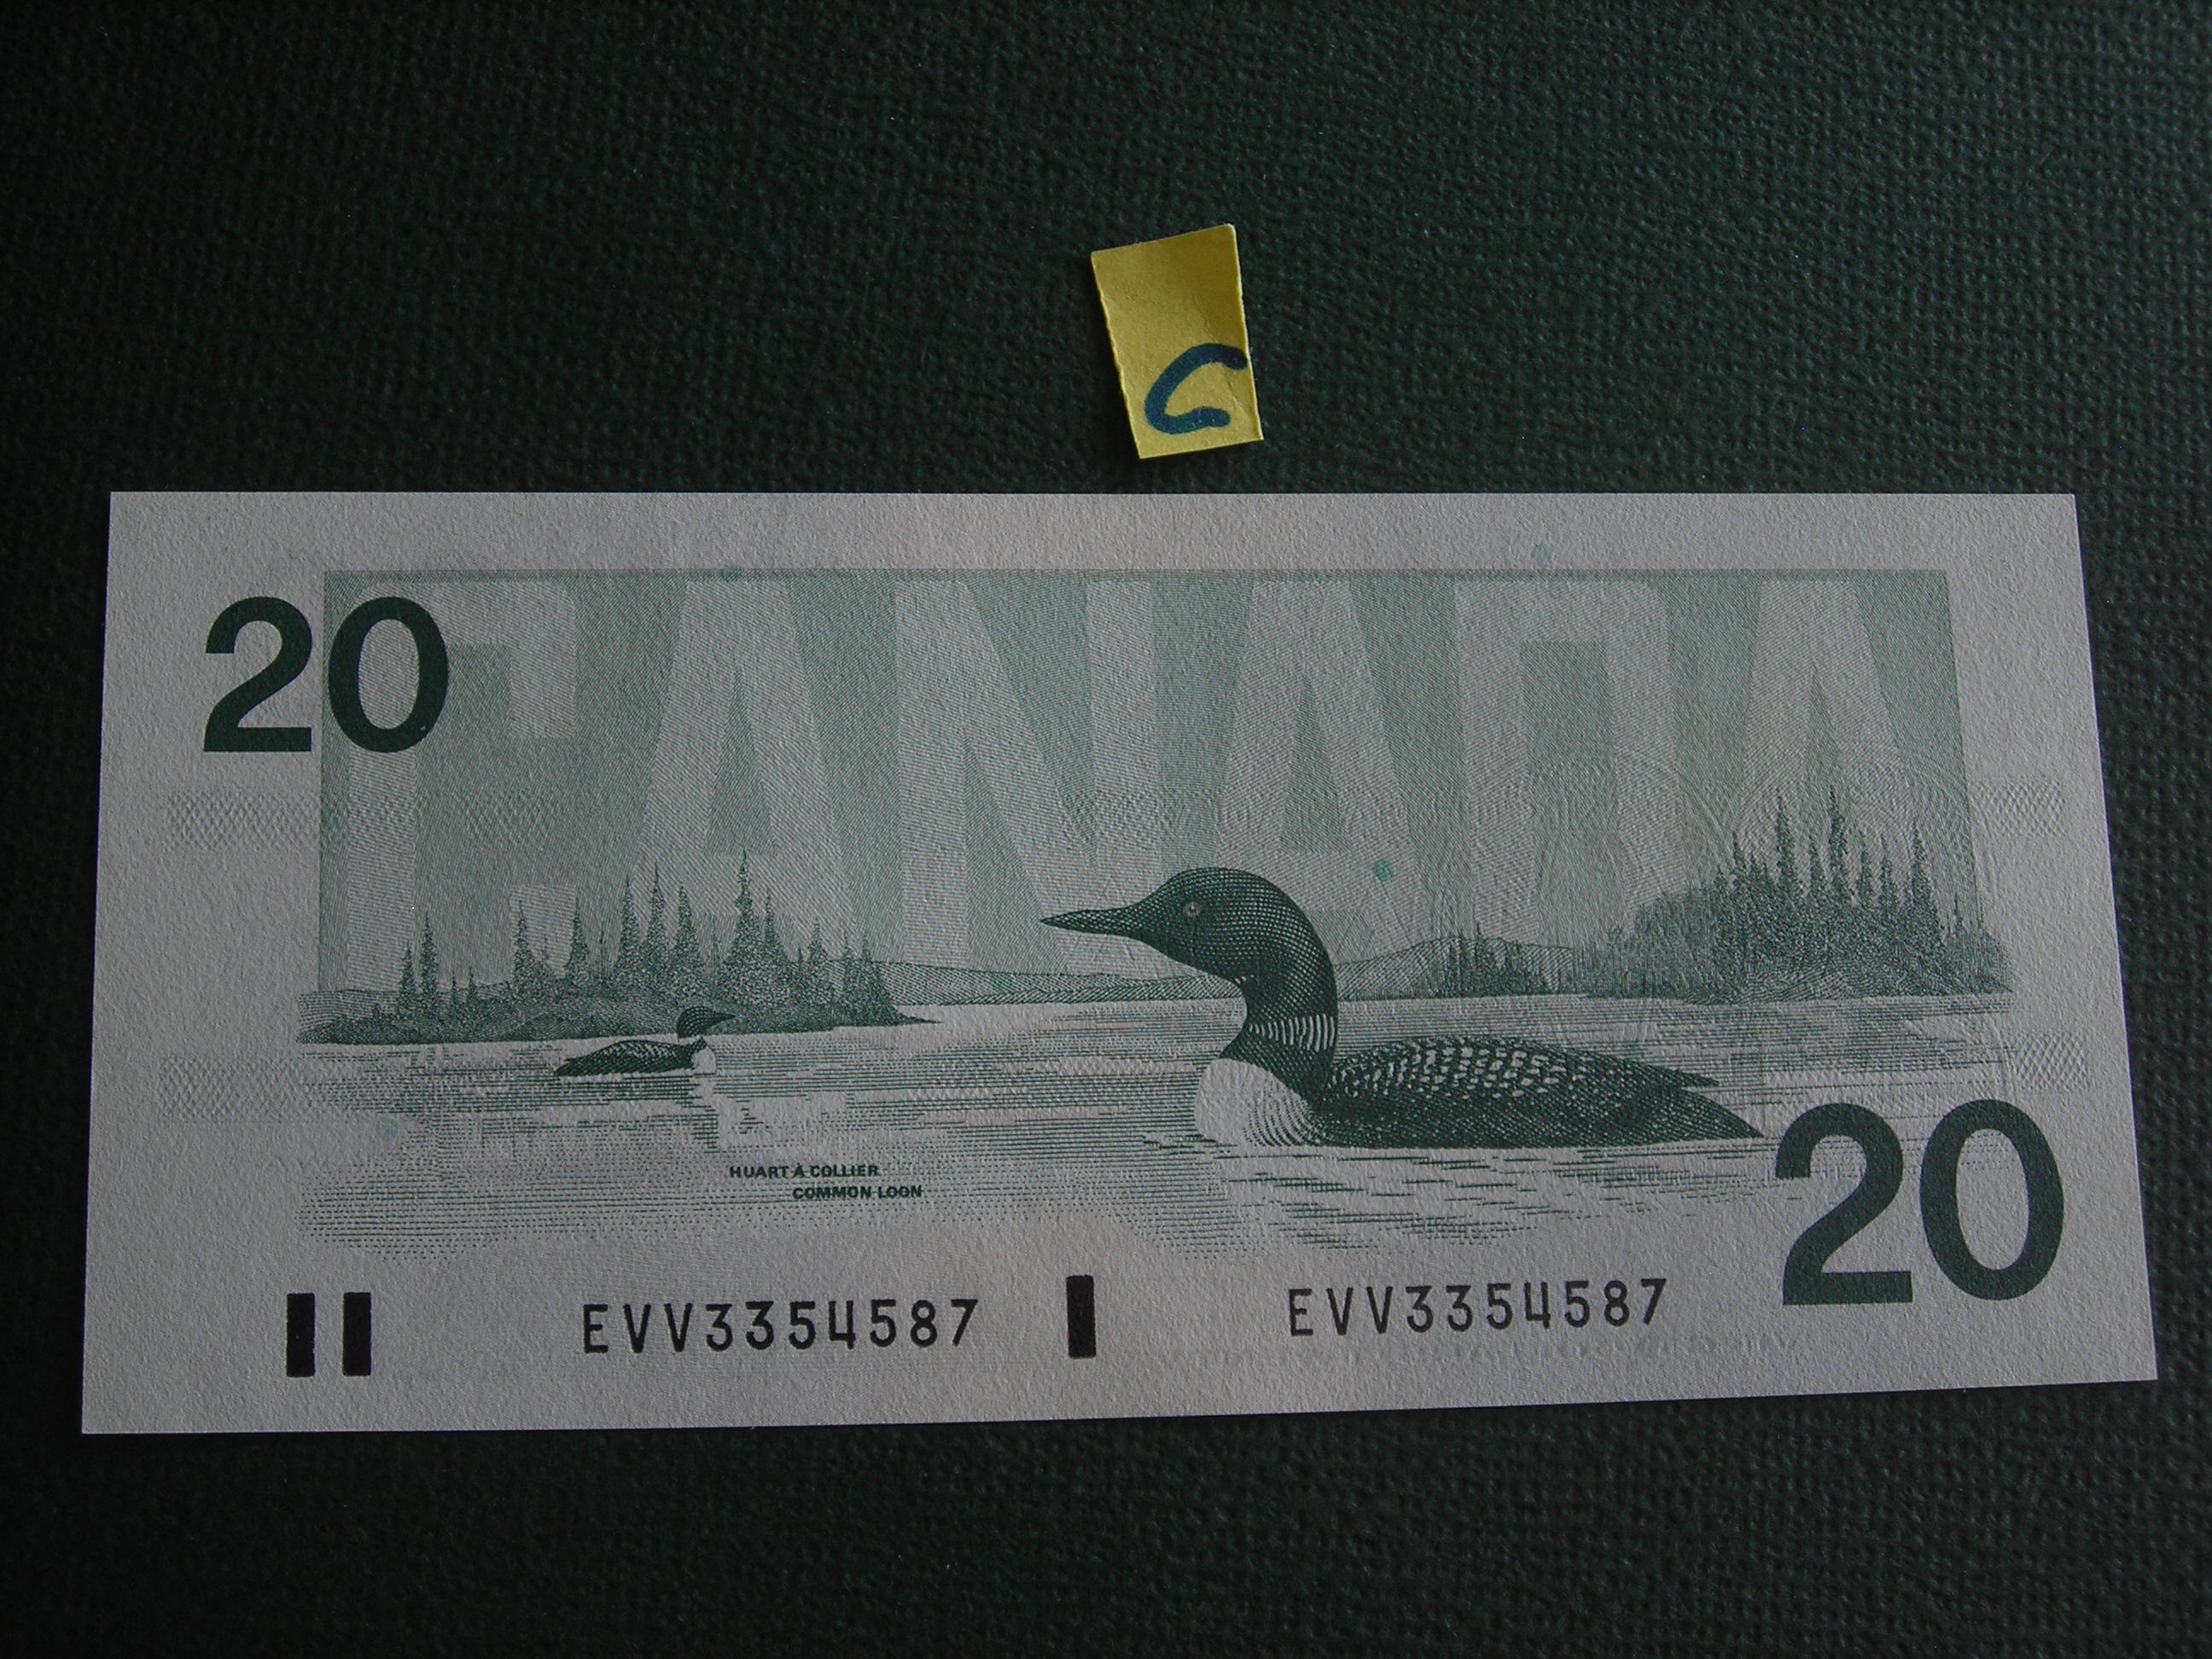 C
20
CANADA
HUART À COLLIER
COMMON LOON
20
EVV3354587 EVV3354587